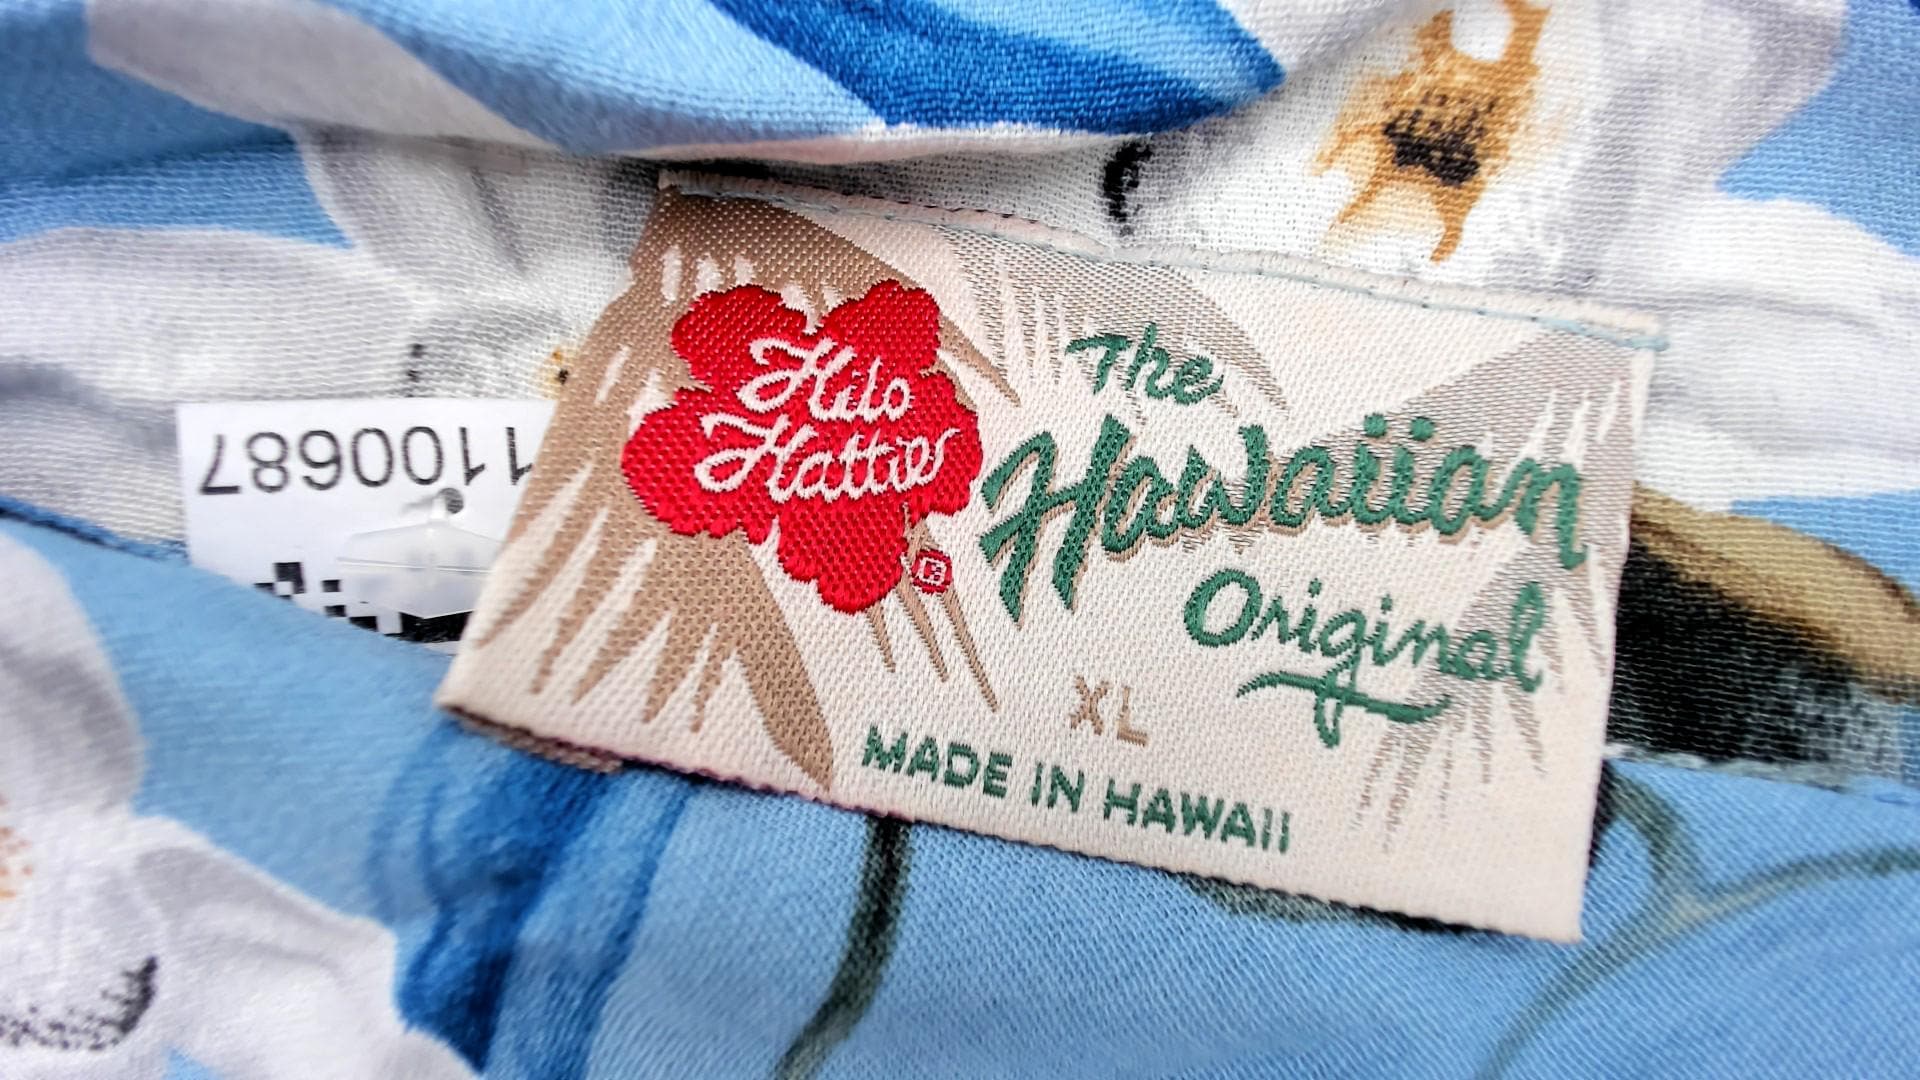 Hilo
Hattie
®
The
Hawaiian
Original
XL
MADE IN HAWAII
1100687